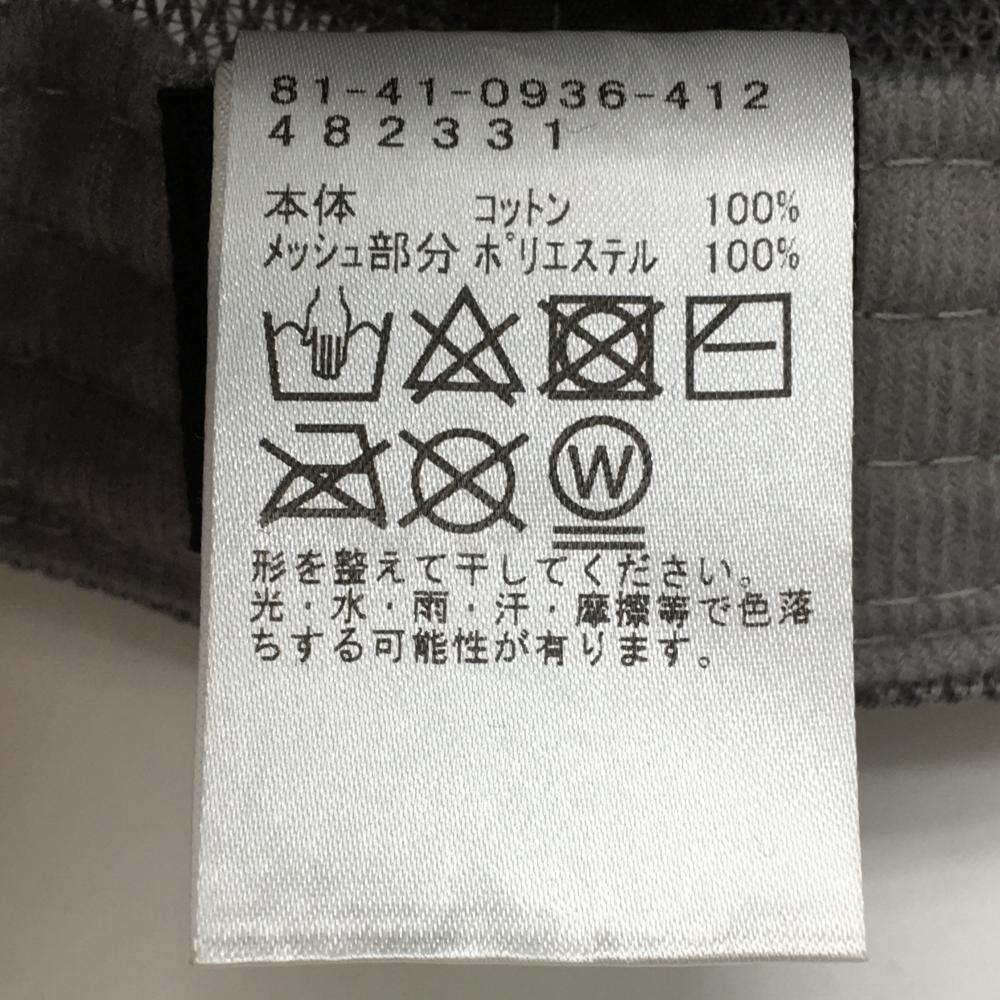 81-41-0936-412
482331
本体 コットン 100%
メッシュ部分 ポリエステル 100%
W
形を整えて干してください。
光・水・雨・汗・摩擦等で色落
ちする可能性が有ります。